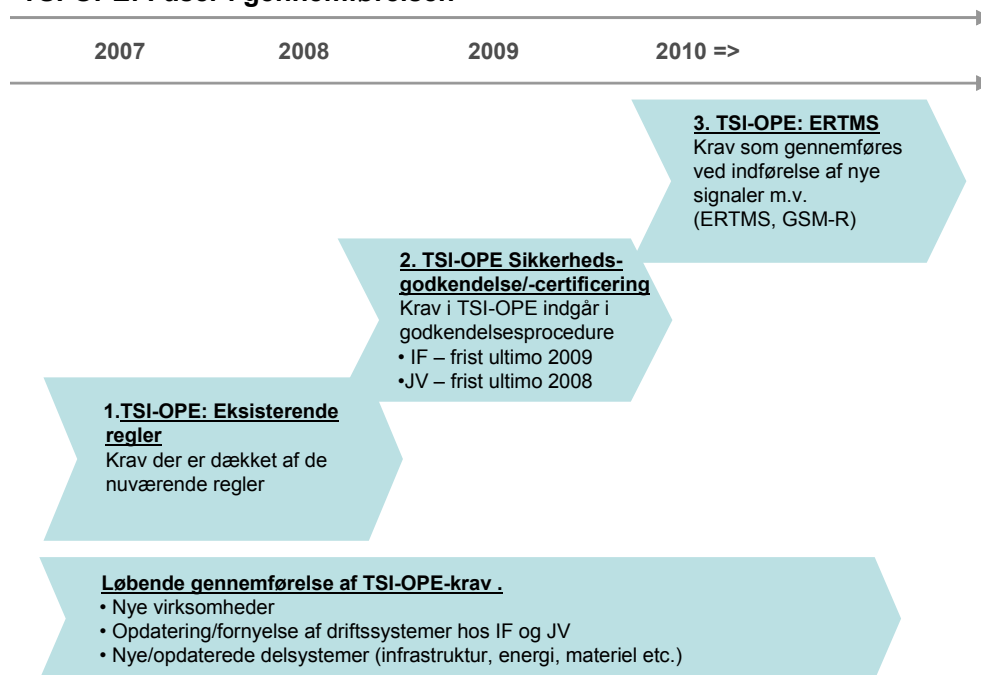 2007 2008 2009 2010 =>
3. TSI-OPE: ERTMS
Krav som gennemføres
ved indførelse af nye
signaler m.v.
(ERTMS, GSM-R)
2. TSI-OPE Sikkerheds-
godkendelse/-certificering
Krav i TSI-OPE indgår i
godkendelsesprocedure
• IF – frist ultimo 2009
•JV – frist ultimo 2008
1.TSI-OPE: Eksisterende
regler
Krav der er dækket af de
nuværende regler
Løbende gennemførelse af TSI-OPE-krav .
• Nye virksomheder
• Opdatering/fornyelse af driftssystemer hos IF og JV
• Nye/opdaterede delsystemer (infrastruktur, energi, materiel etc.)